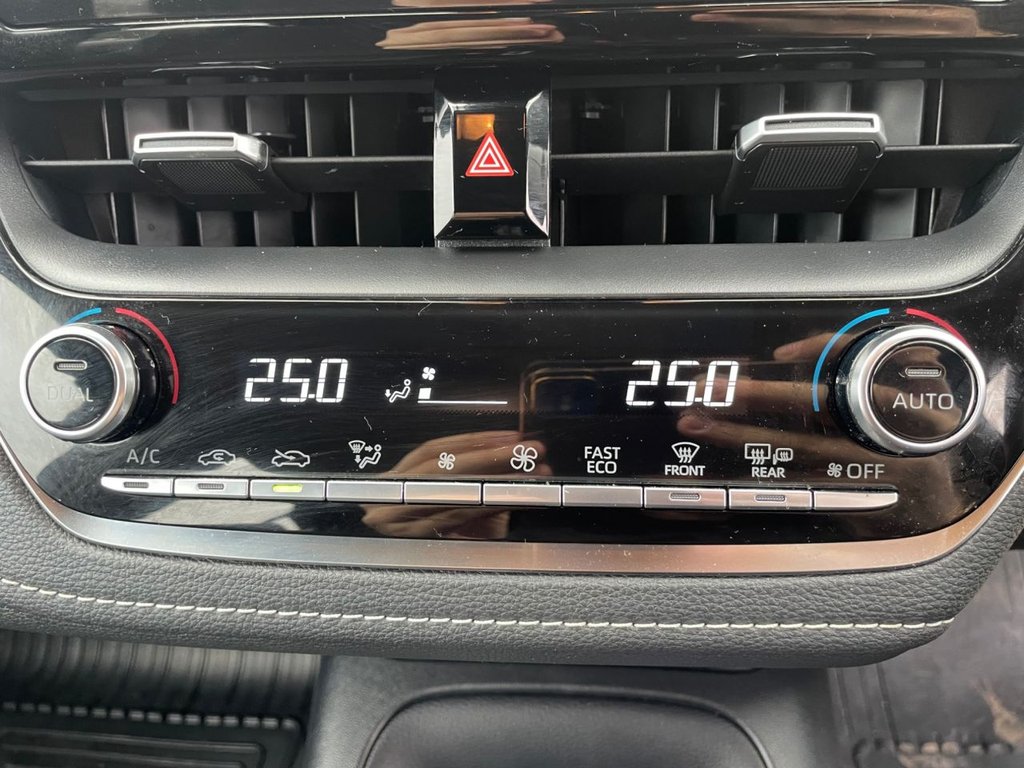 25.0 25.0
DUAL AUTO
A/C FAST ECO FRONT REAR OFF